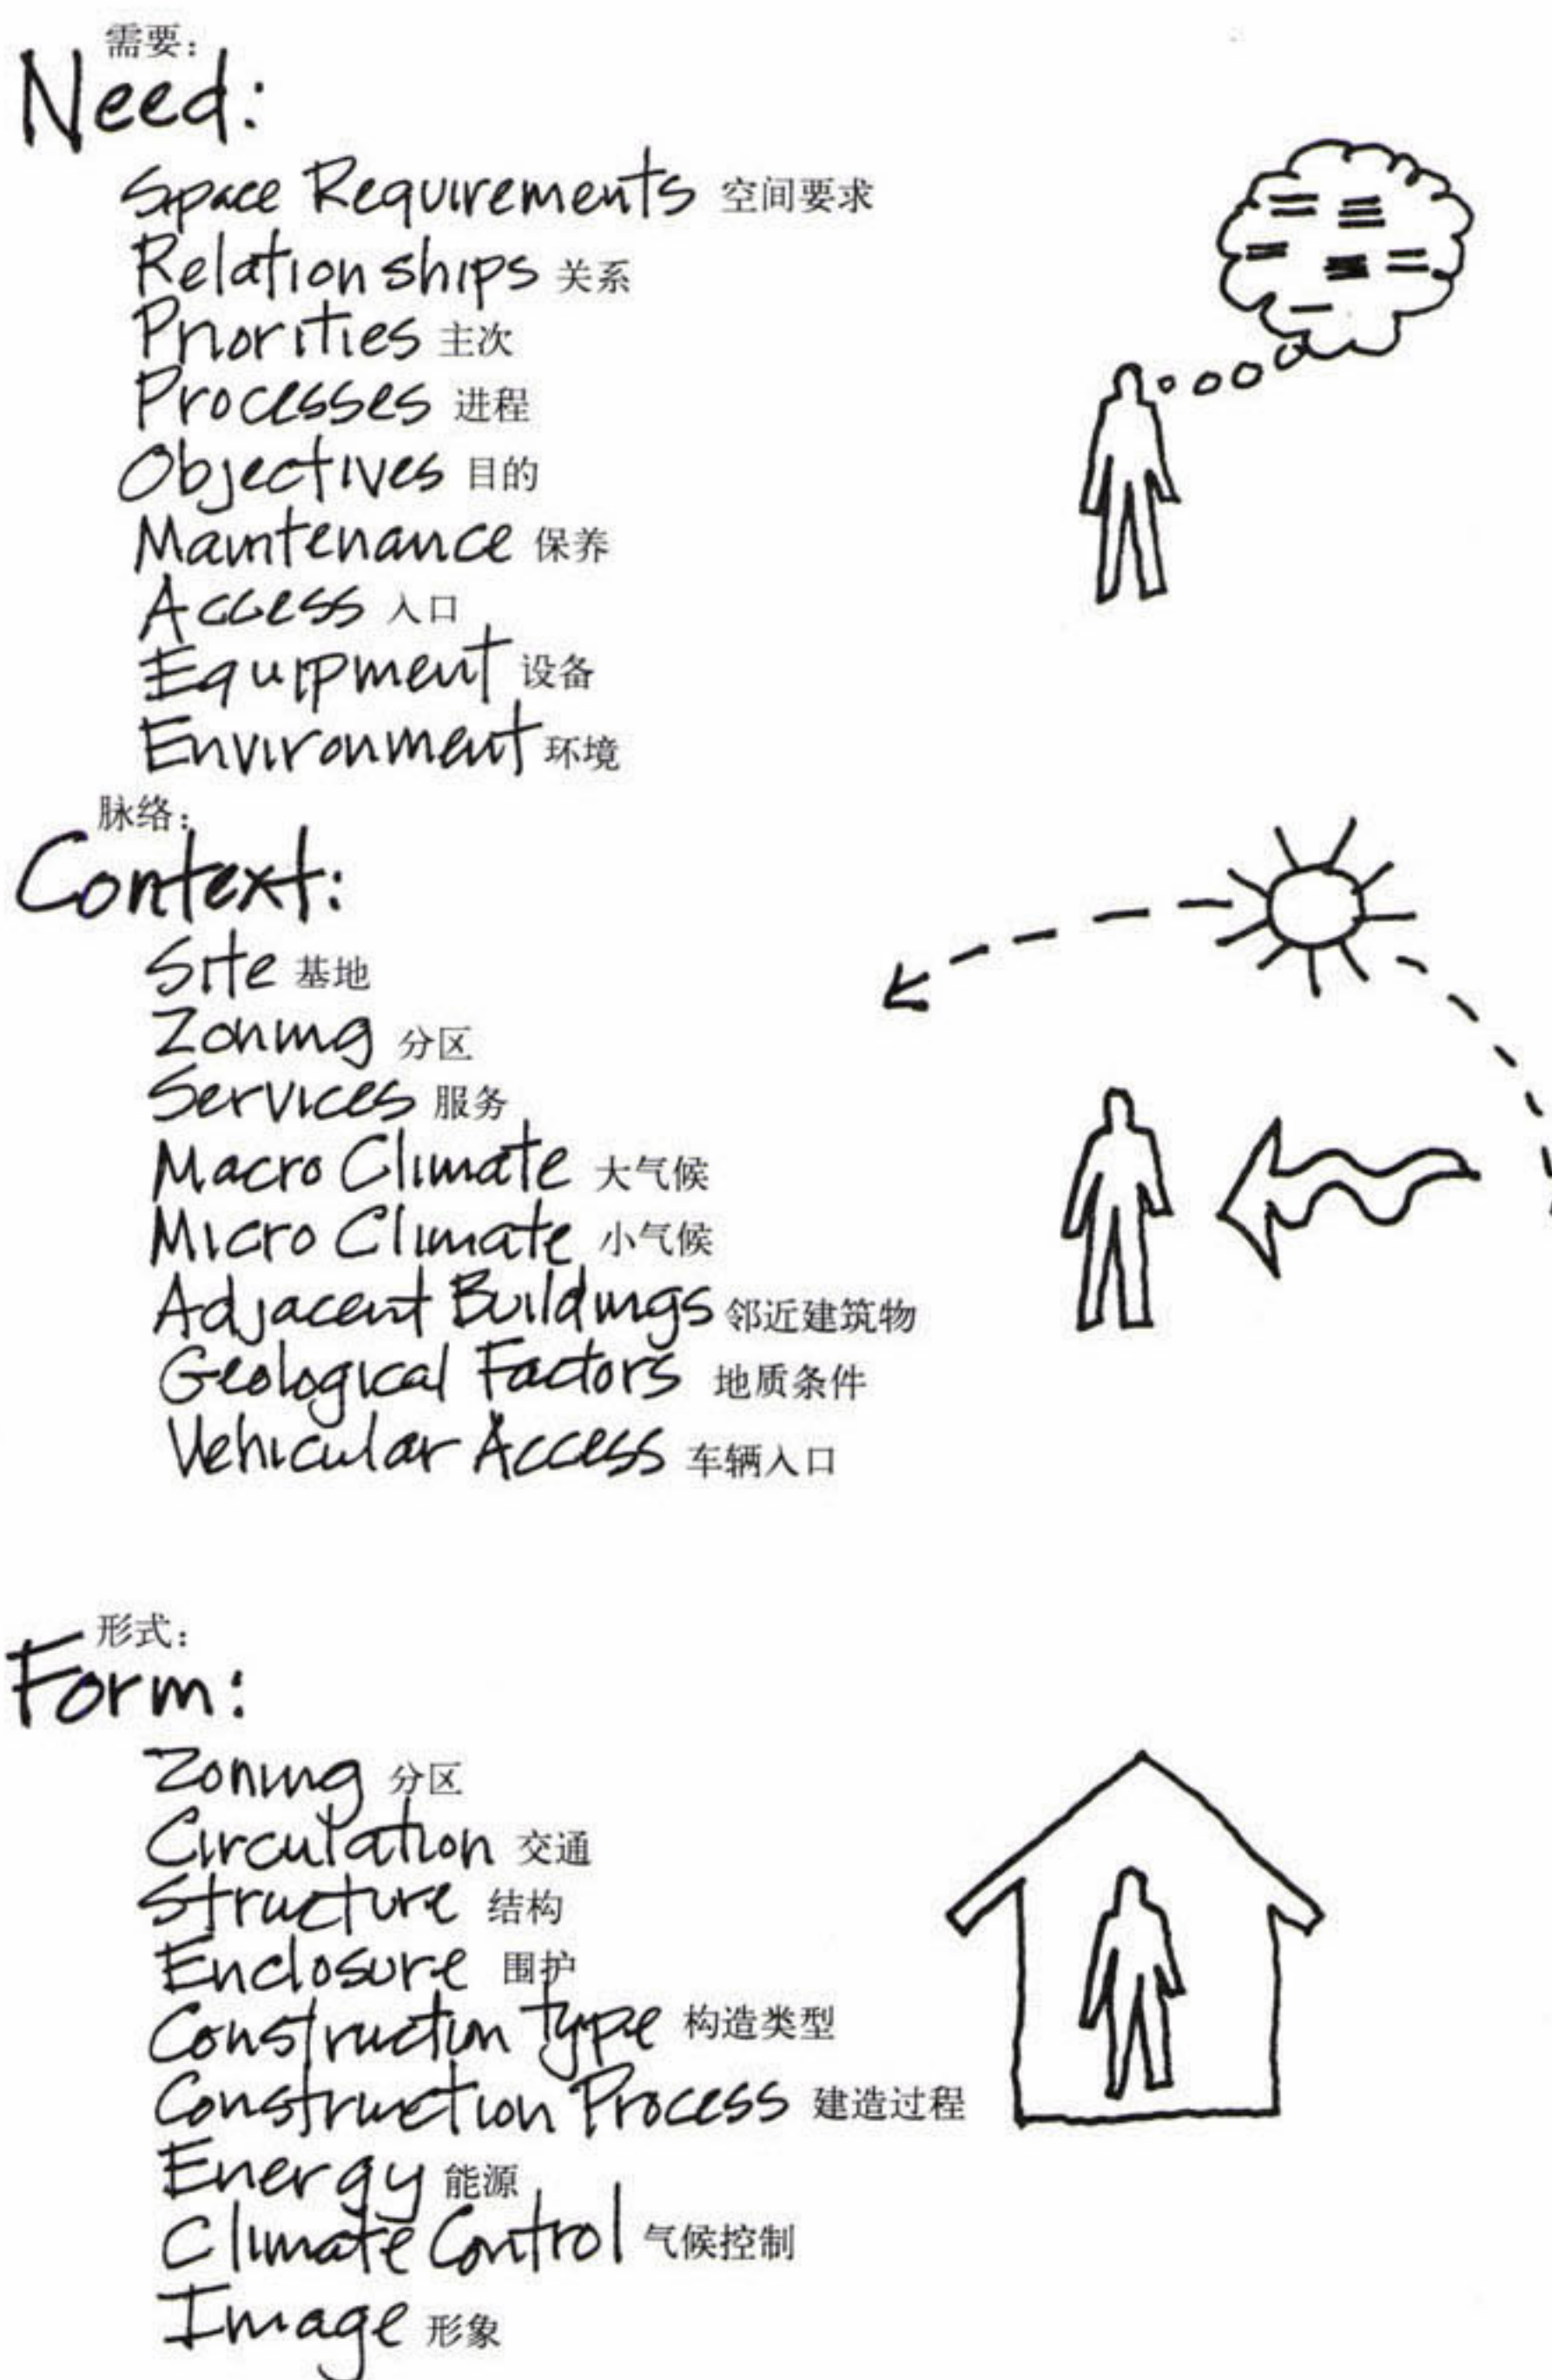 需要：
Need:
Space Requirements 空间要求
Relationships 关系
Priorities 主次
Processes 进程
Objectives 目的
Maintenance 保养
Access 入口
Equipment 设备
Environment 环境
脉络：
Context:
Site 基地
Zoning 分区
Services 服务
Macro Climate 大气候
Micro Climate 小气候
Adjacent Buildings 邻近建筑物
Geological Factors 地质条件
Vehicular Access 车辆入口
形式：
Form:
Zoning 分区
Circulation 交通
Structure 结构
Enclosure 围护
Construction Type 构造类型
Construction Process 建造过程
Energy 能源
Climate Control 气候控制
Image 形象